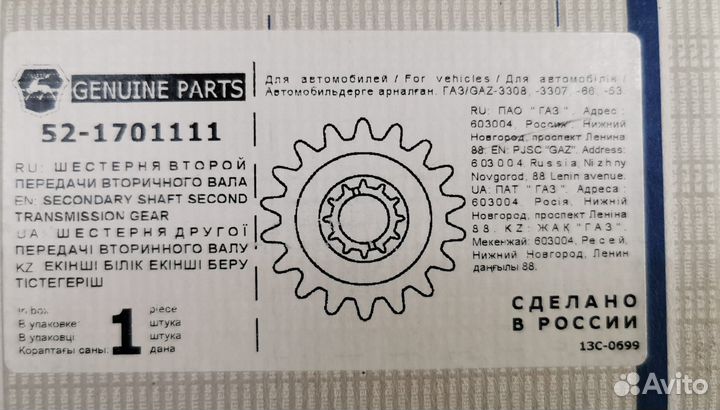 GENUINE PARTS
52-1701111
RU: ШЕСТЕРНЯ ВТОРОЙ
ПЕРЕДАЧИ ВТОРИЧНОГО ВАЛА
EN: SECONDARY SHAFT SECOND
TRANSMISSION GEAR
UA: ШЕСТЕРНЯ ДРУГОЇ
ПЕРЕДАЧІ ВТОРИННОГО ВАЛУ
KZ: ЕКІНШІ БІЛІК ЕКІНШІ БЕРУ
ТІСТЕГЕРІШ
In box: 1 piece
В упаковке: штука
В упаковці: штука
Қораптағы саны: дана
Для автомобилей / For vehicles / Для автомобілів /
Автомобильдерге арналған: ГАЗ/GAZ-3308, -3307, -66, -53.
RU: ПАО "ГАЗ". Адрес:
603004, Россия, Нижний
Новгород, проспект Ленина
88. EN: PJSC "GAZ". Address:
603004, Russia, Nizhny
Novgorod, 88 Lenin avenue.
UA: ПАТ "ГАЗ". Адреса:
603004, Росія, Нижній
Новгород, проспект Леніна
88. KZ: ЖАҚ "ГАЗ".
Мекенжай: 603004, Ресей,
Нижний Новгород, Ленин
даңғылы 88.
СДЕЛАНО
В РОССИИ
13С-0699
Avito